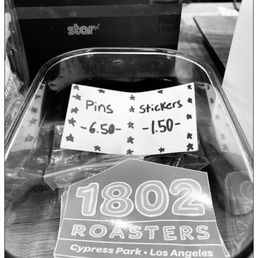 star
Pins
-6.50-
Stickers
-1.50-
1802
ROASTERS
Cypress Park • Los Angeles